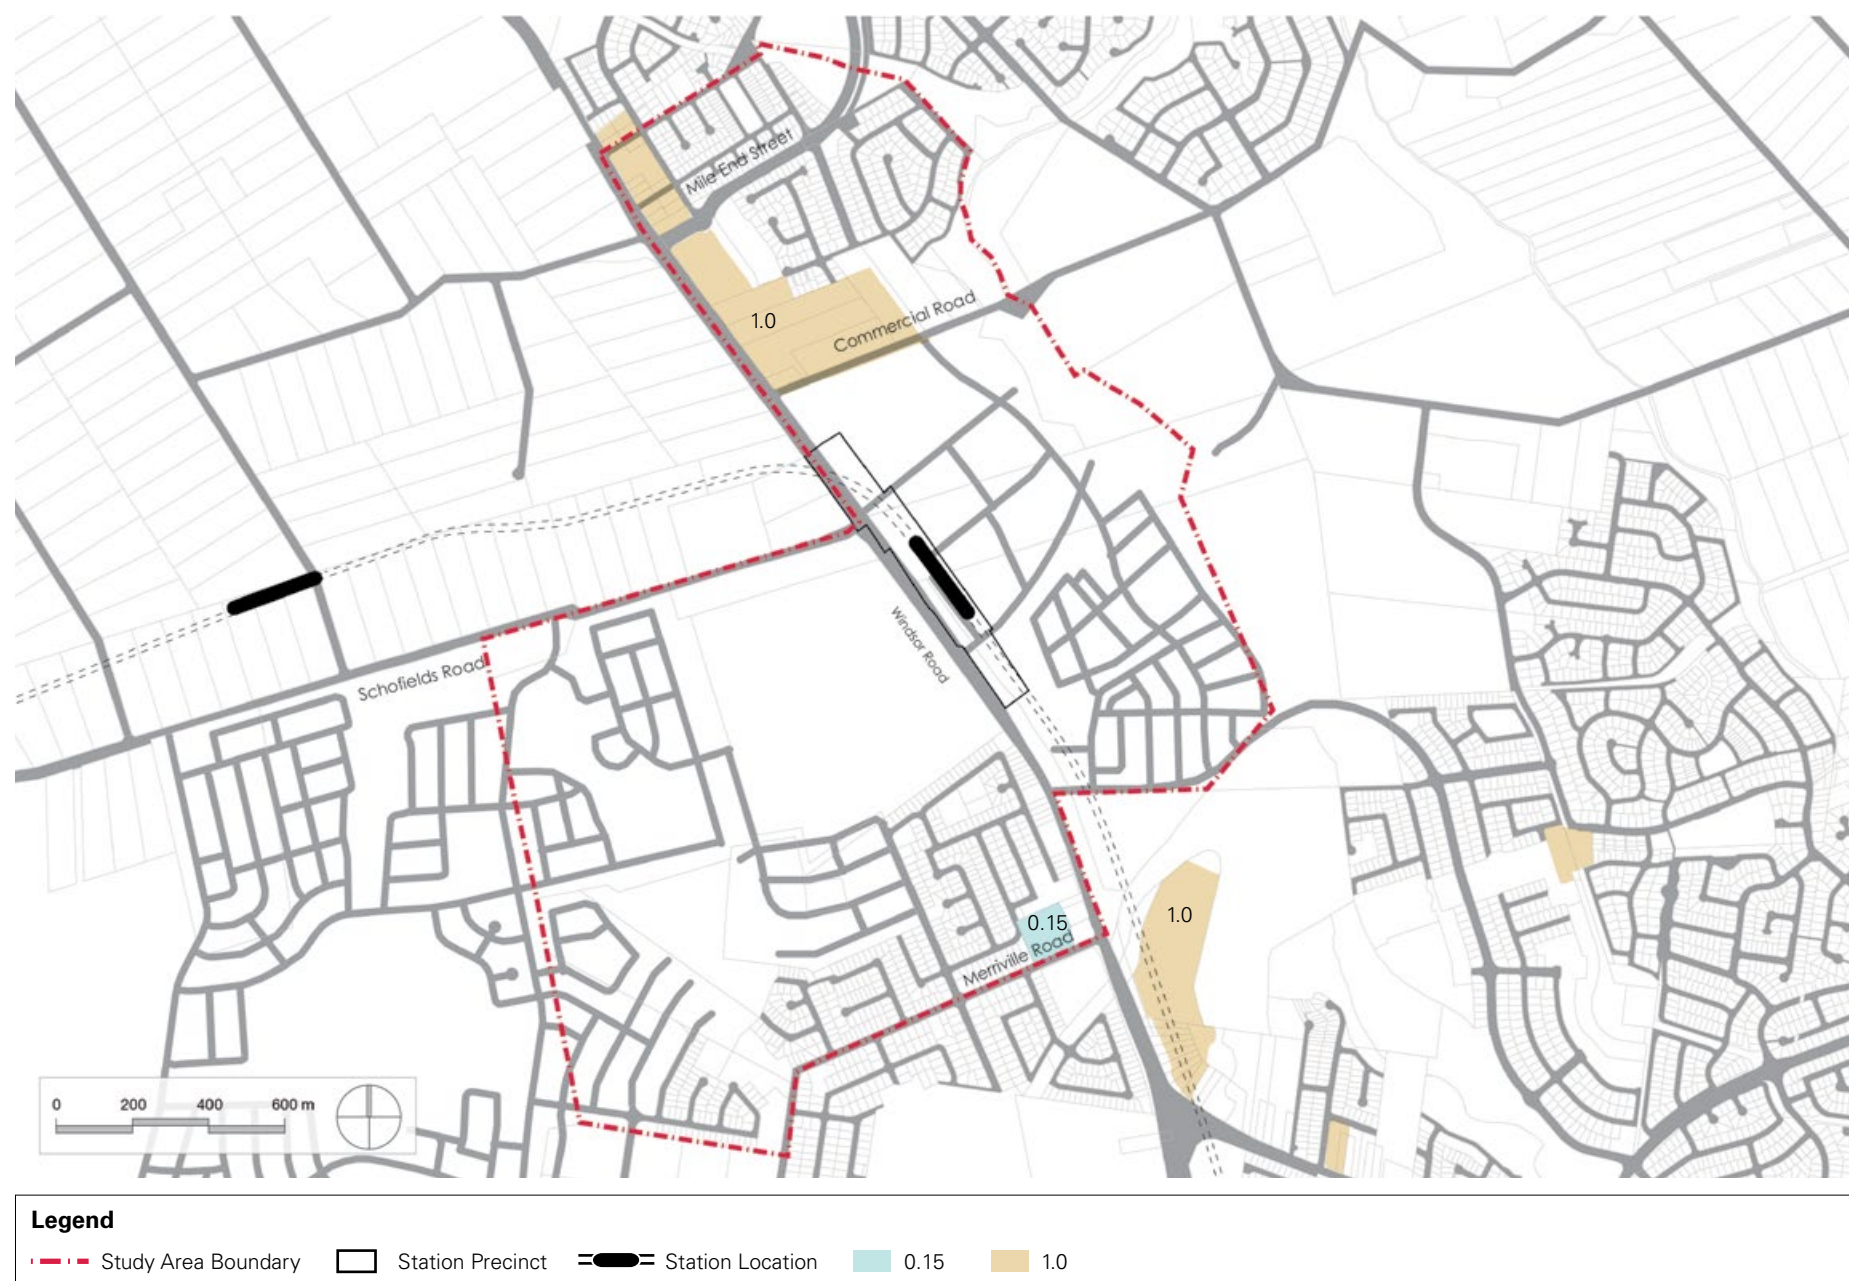 Mile End Street
1.0
Commercial Road
Windsor Road
Schofields Road
0.15
1.0
Merriville Road
0 200 400 600 m
Legend
Study Area Boundary Station Precinct Station Location 0.15 1.0